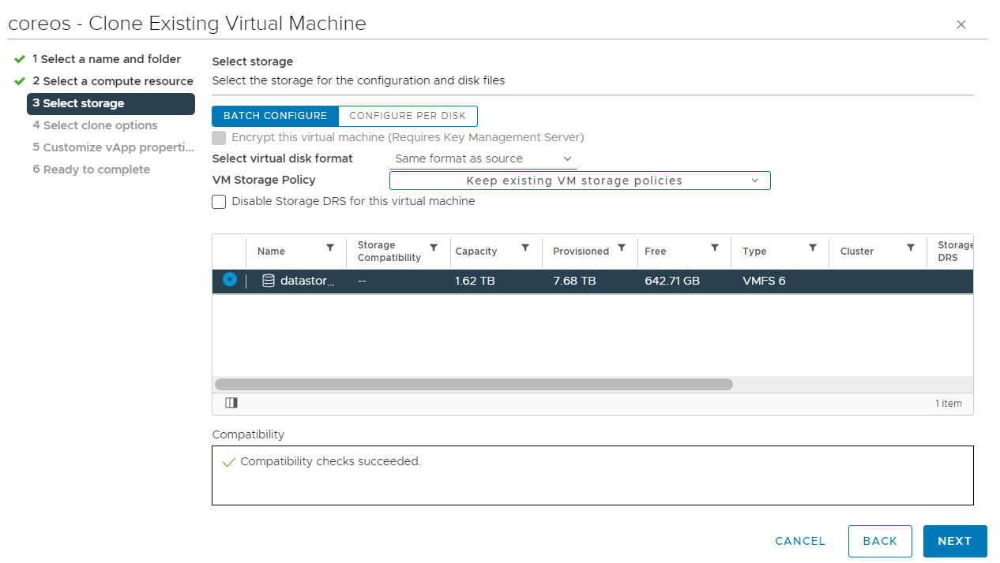 coreos - Clone Existing Virtual Machine
1 Select a name and folder
2 Select a compute resource
3 Select storage
4 Select clone options
5 Customize vApp properti...
6 Ready to complete
Select storage
Select the storage for the configuration and disk files
BATCH CONFIGURE CONFIGURE PER DISK
Encrypt this virtual machine (Requires Key Management Server)
Select virtual disk format Same format as source
VM Storage Policy Keep existing VM storage policies
Disable Storage DRS for this virtual machine
Name Storage Compatibility Capacity Provisioned Free Type Cluster Storage DRS
datastor... -- 1.62 TB 7.68 TB 642.71 GB VMFS 6
1 item
Compatibility
Compatibility checks succeeded.
CANCEL BACK NEXT